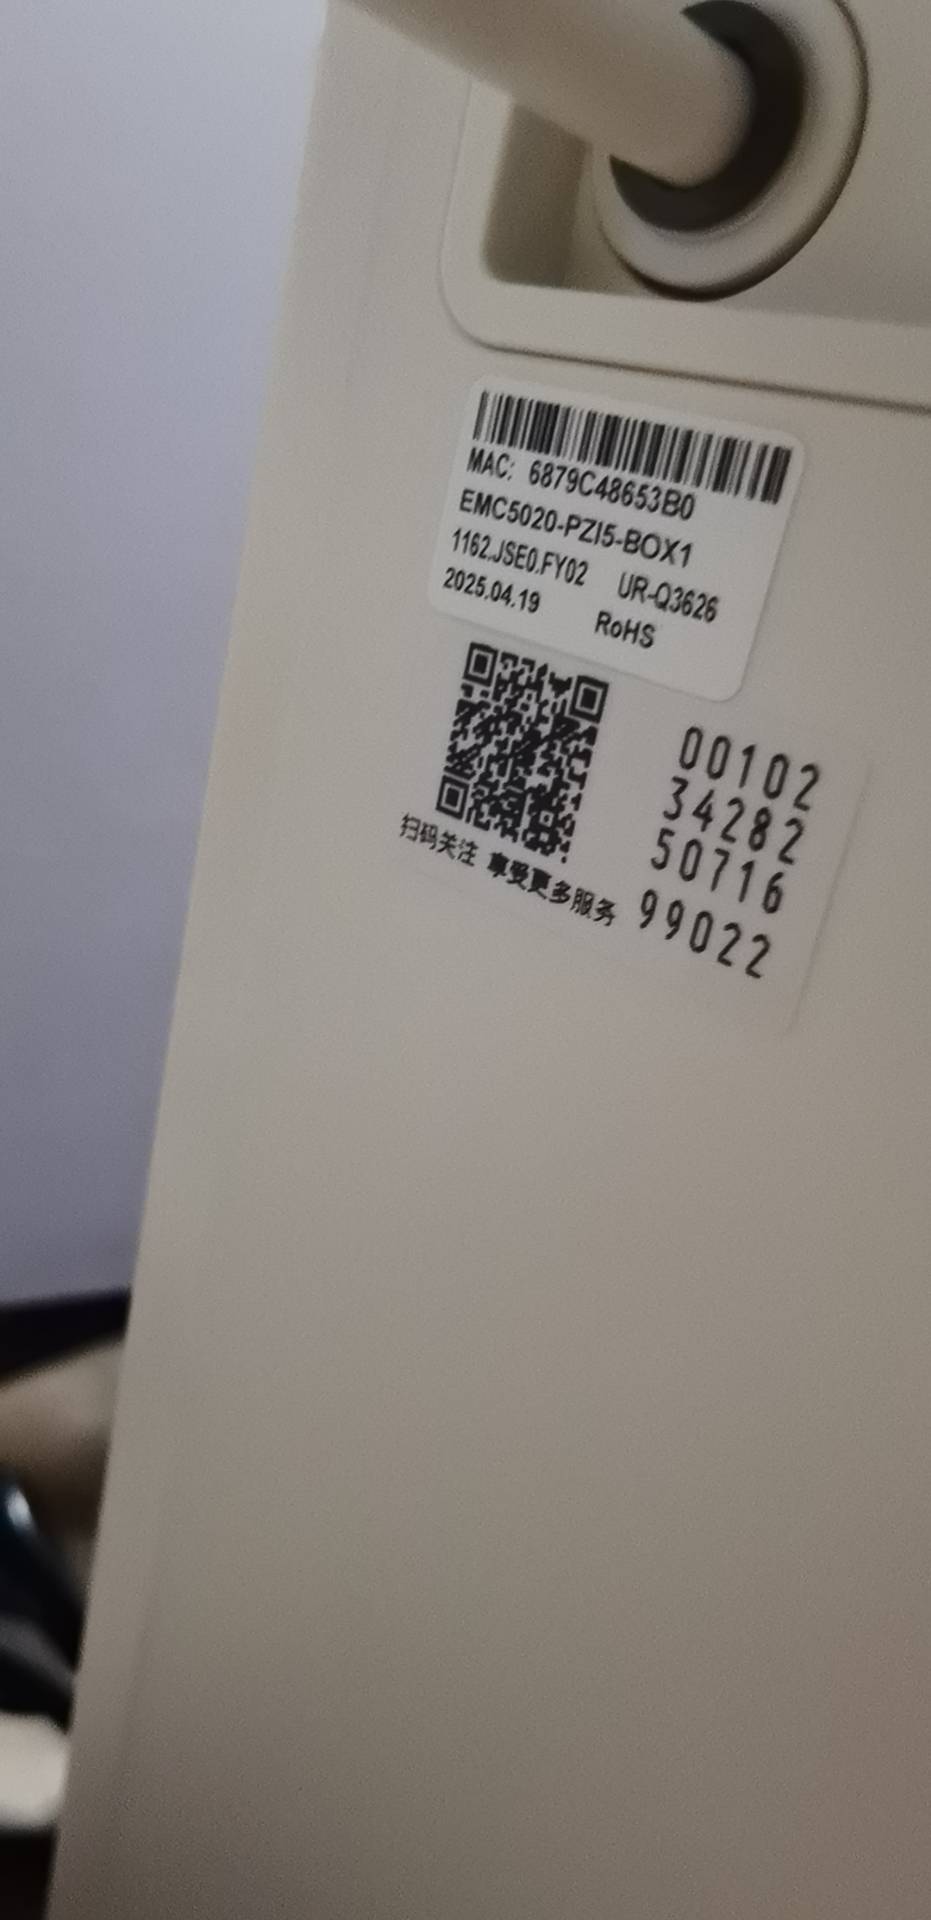 MAC: 6879C48653B0
EMC5020-PZI5-BOX1
1162.JSE0.FY02 UR-Q3626
2025.04.19 RoHS
00102
34282
50716
99022
扫码关注 享受更多服务